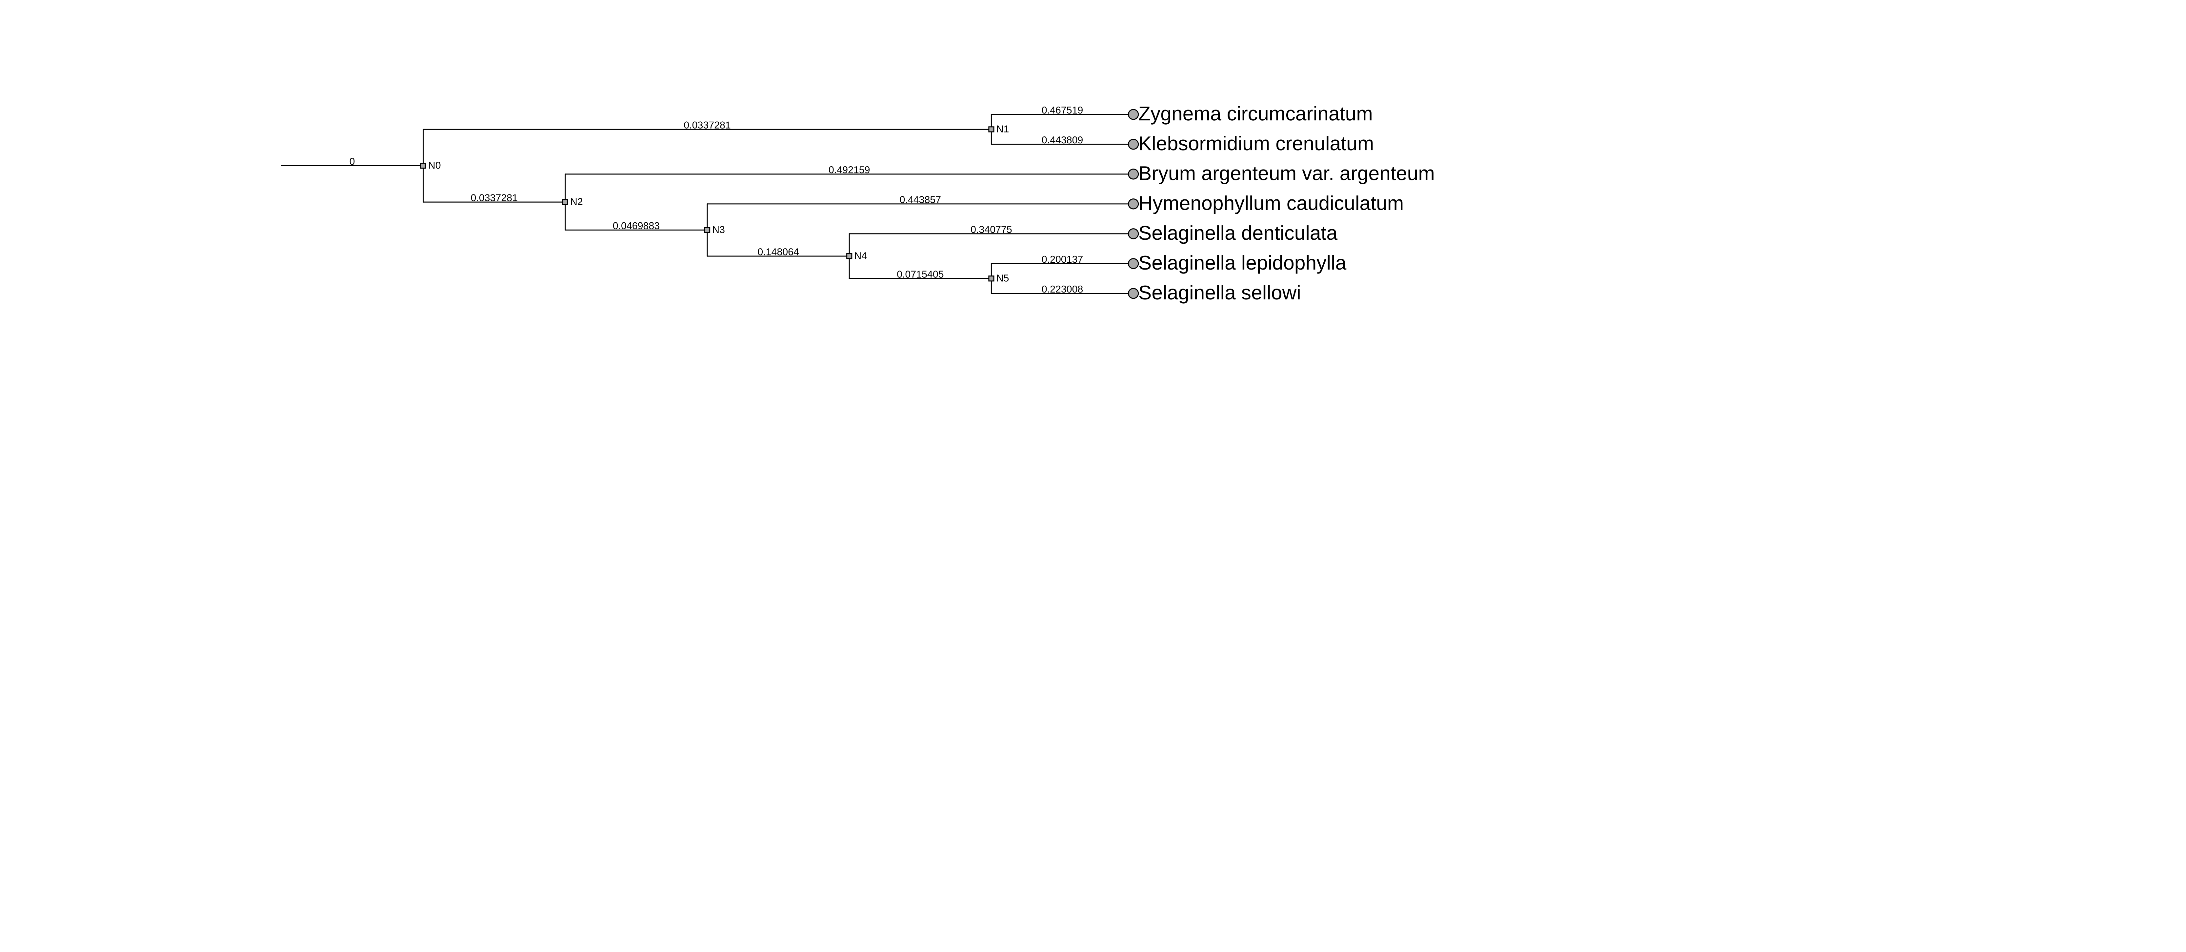 0.467519 Zygnema circumcarinatum
0.0337281 N1
0.443809 Klebsormidium crenulatum
0 N0
0.492159 Bryum argenteum var. argenteum
0.0337281 N2
0.443857 Hymenophyllum caudiculatum
0.0469883 N3
0.340775 Selaginella denticulata
0.148064 N4
0.200137 Selaginella lepidophylla
0.0715405 N5
0.223008 Selaginella sellowi